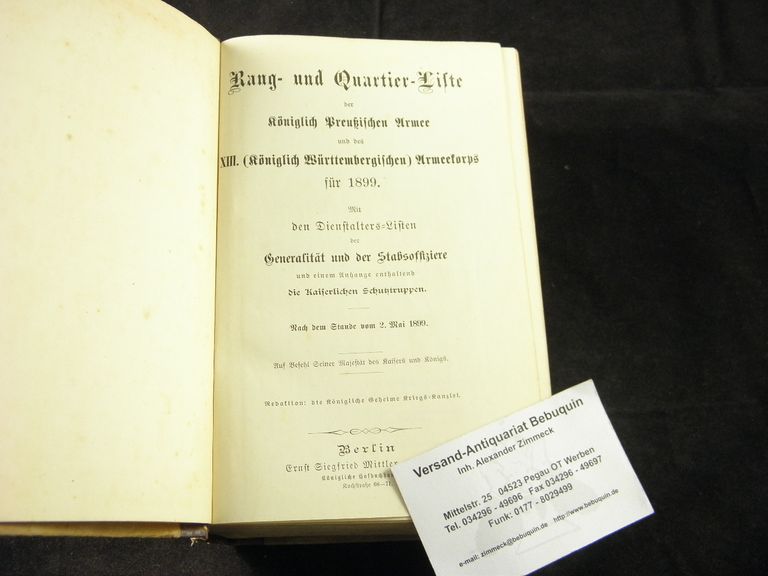 Rang- und Quartier-Liste
der
Königlich Preußischen Armee
und des
XIII. (Königlich Württembergischen) Armeekorps
für 1899.
Mit
den Dienstalters-Listen
der
Generalität und der Stabsoffiziere
und einem Anhange enthaltend
die Kaiserlichen Schutztruppen.
Nach dem Stande vom 2. Mai 1899.
Auf Befehl Seiner Majestät des Kaisers und Königs.
Redaktion: die Königliche Geheime Kriegs-Kanzlei.
Berlin
Ernst Siegfried Mittler
Königliche
Kochstraße 68—
Versand-Antiquariat Bebuquin
Inh. Alexander Zimmeck
Mittelstr. 25 04523 Pegau OT Werben
Tel. 034296 - 49696 Fax 034296 - 49697
Funk: 0177 - 8029499
e-mail: zimmeck@bebuquin.de http://www.bebuquin.de